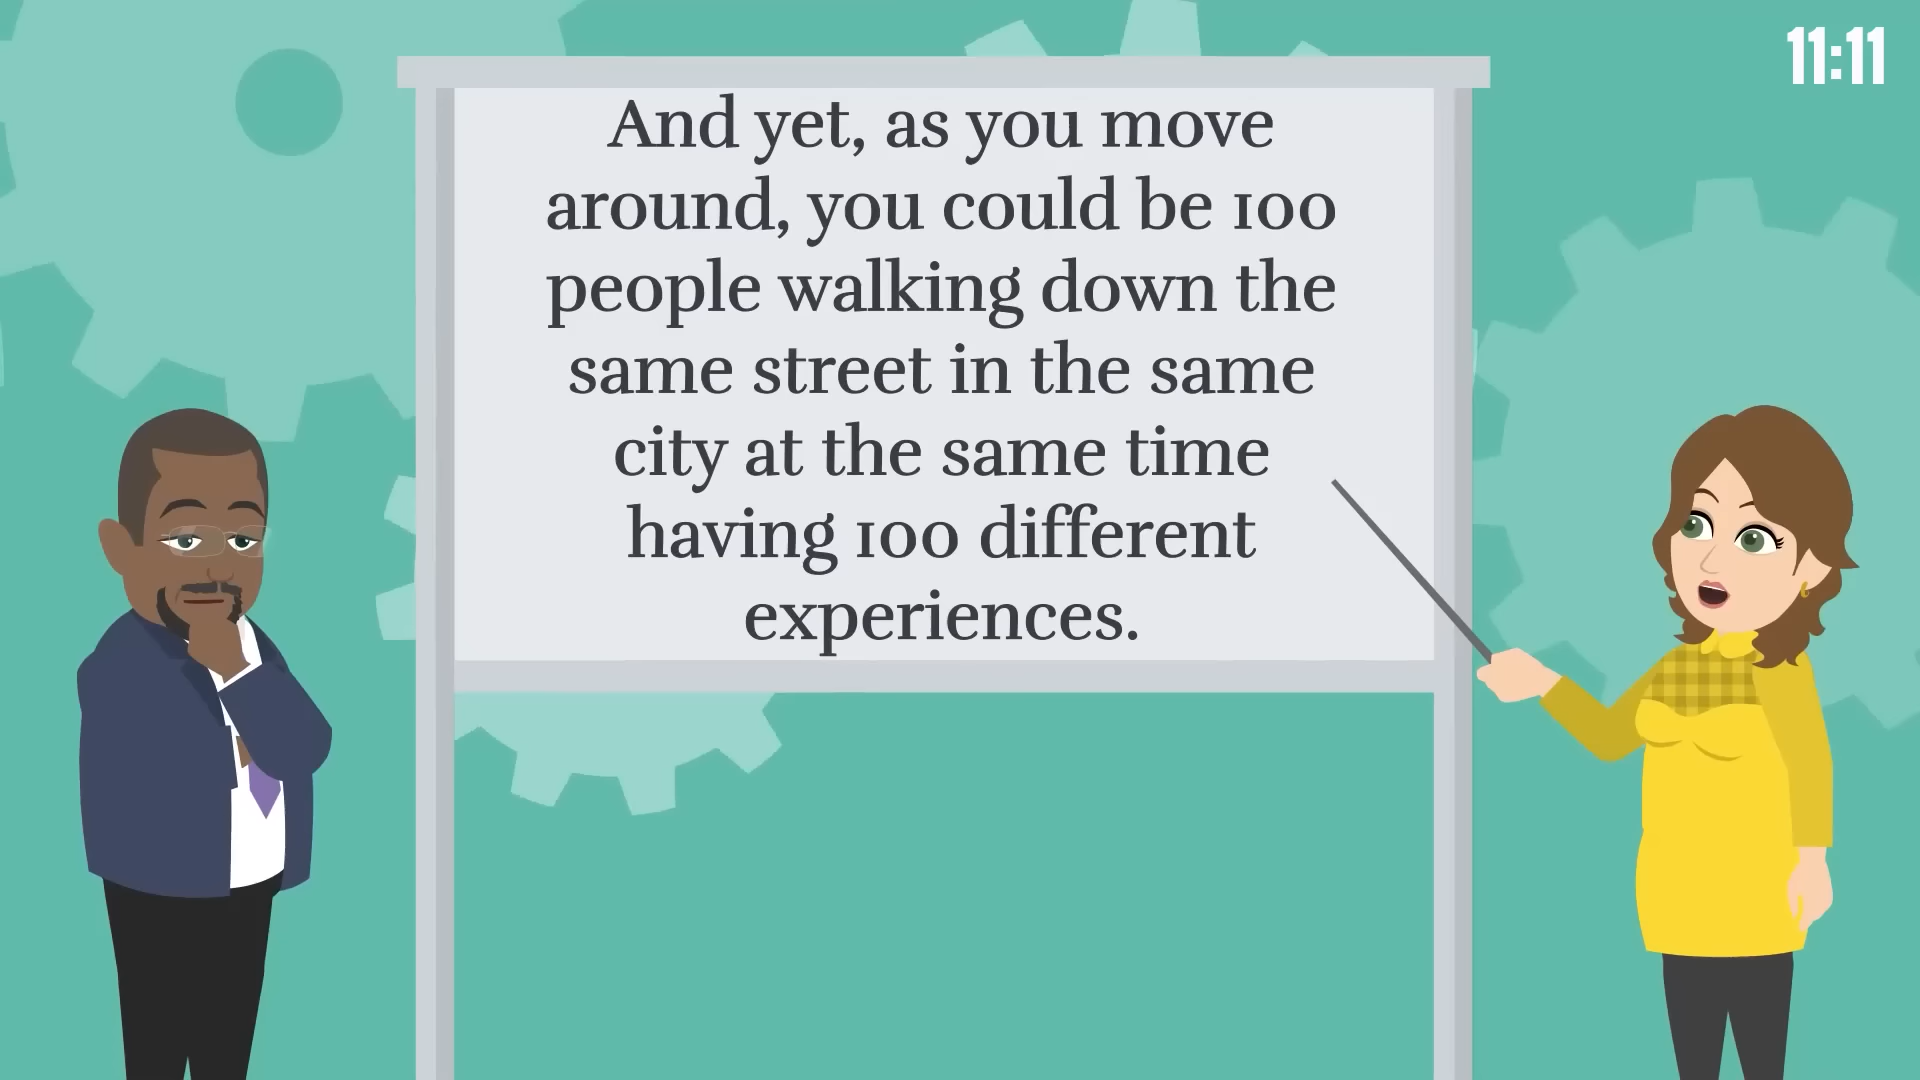 11:11
And yet, as you move
around, you could be 100
people walking down the
same street in the same
city at the same time
having 100 different
experiences.